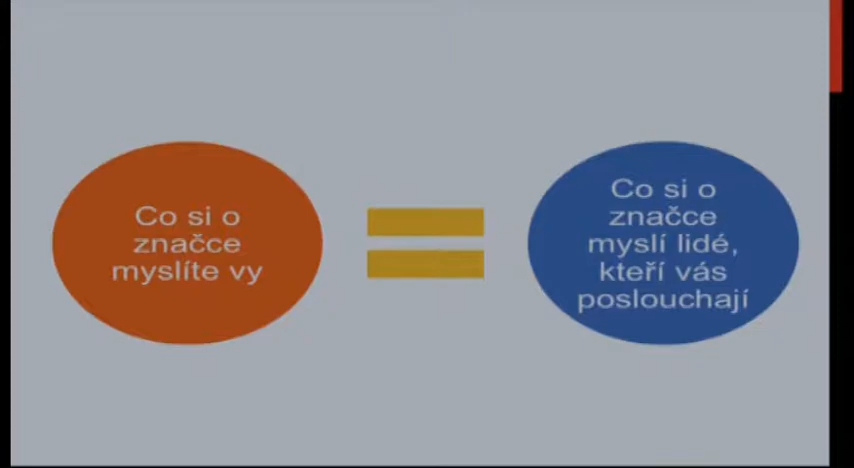 Co si o
značce
myslíte vy
Co si o
značce
myslí lidé,
kteří vás
poslouchají